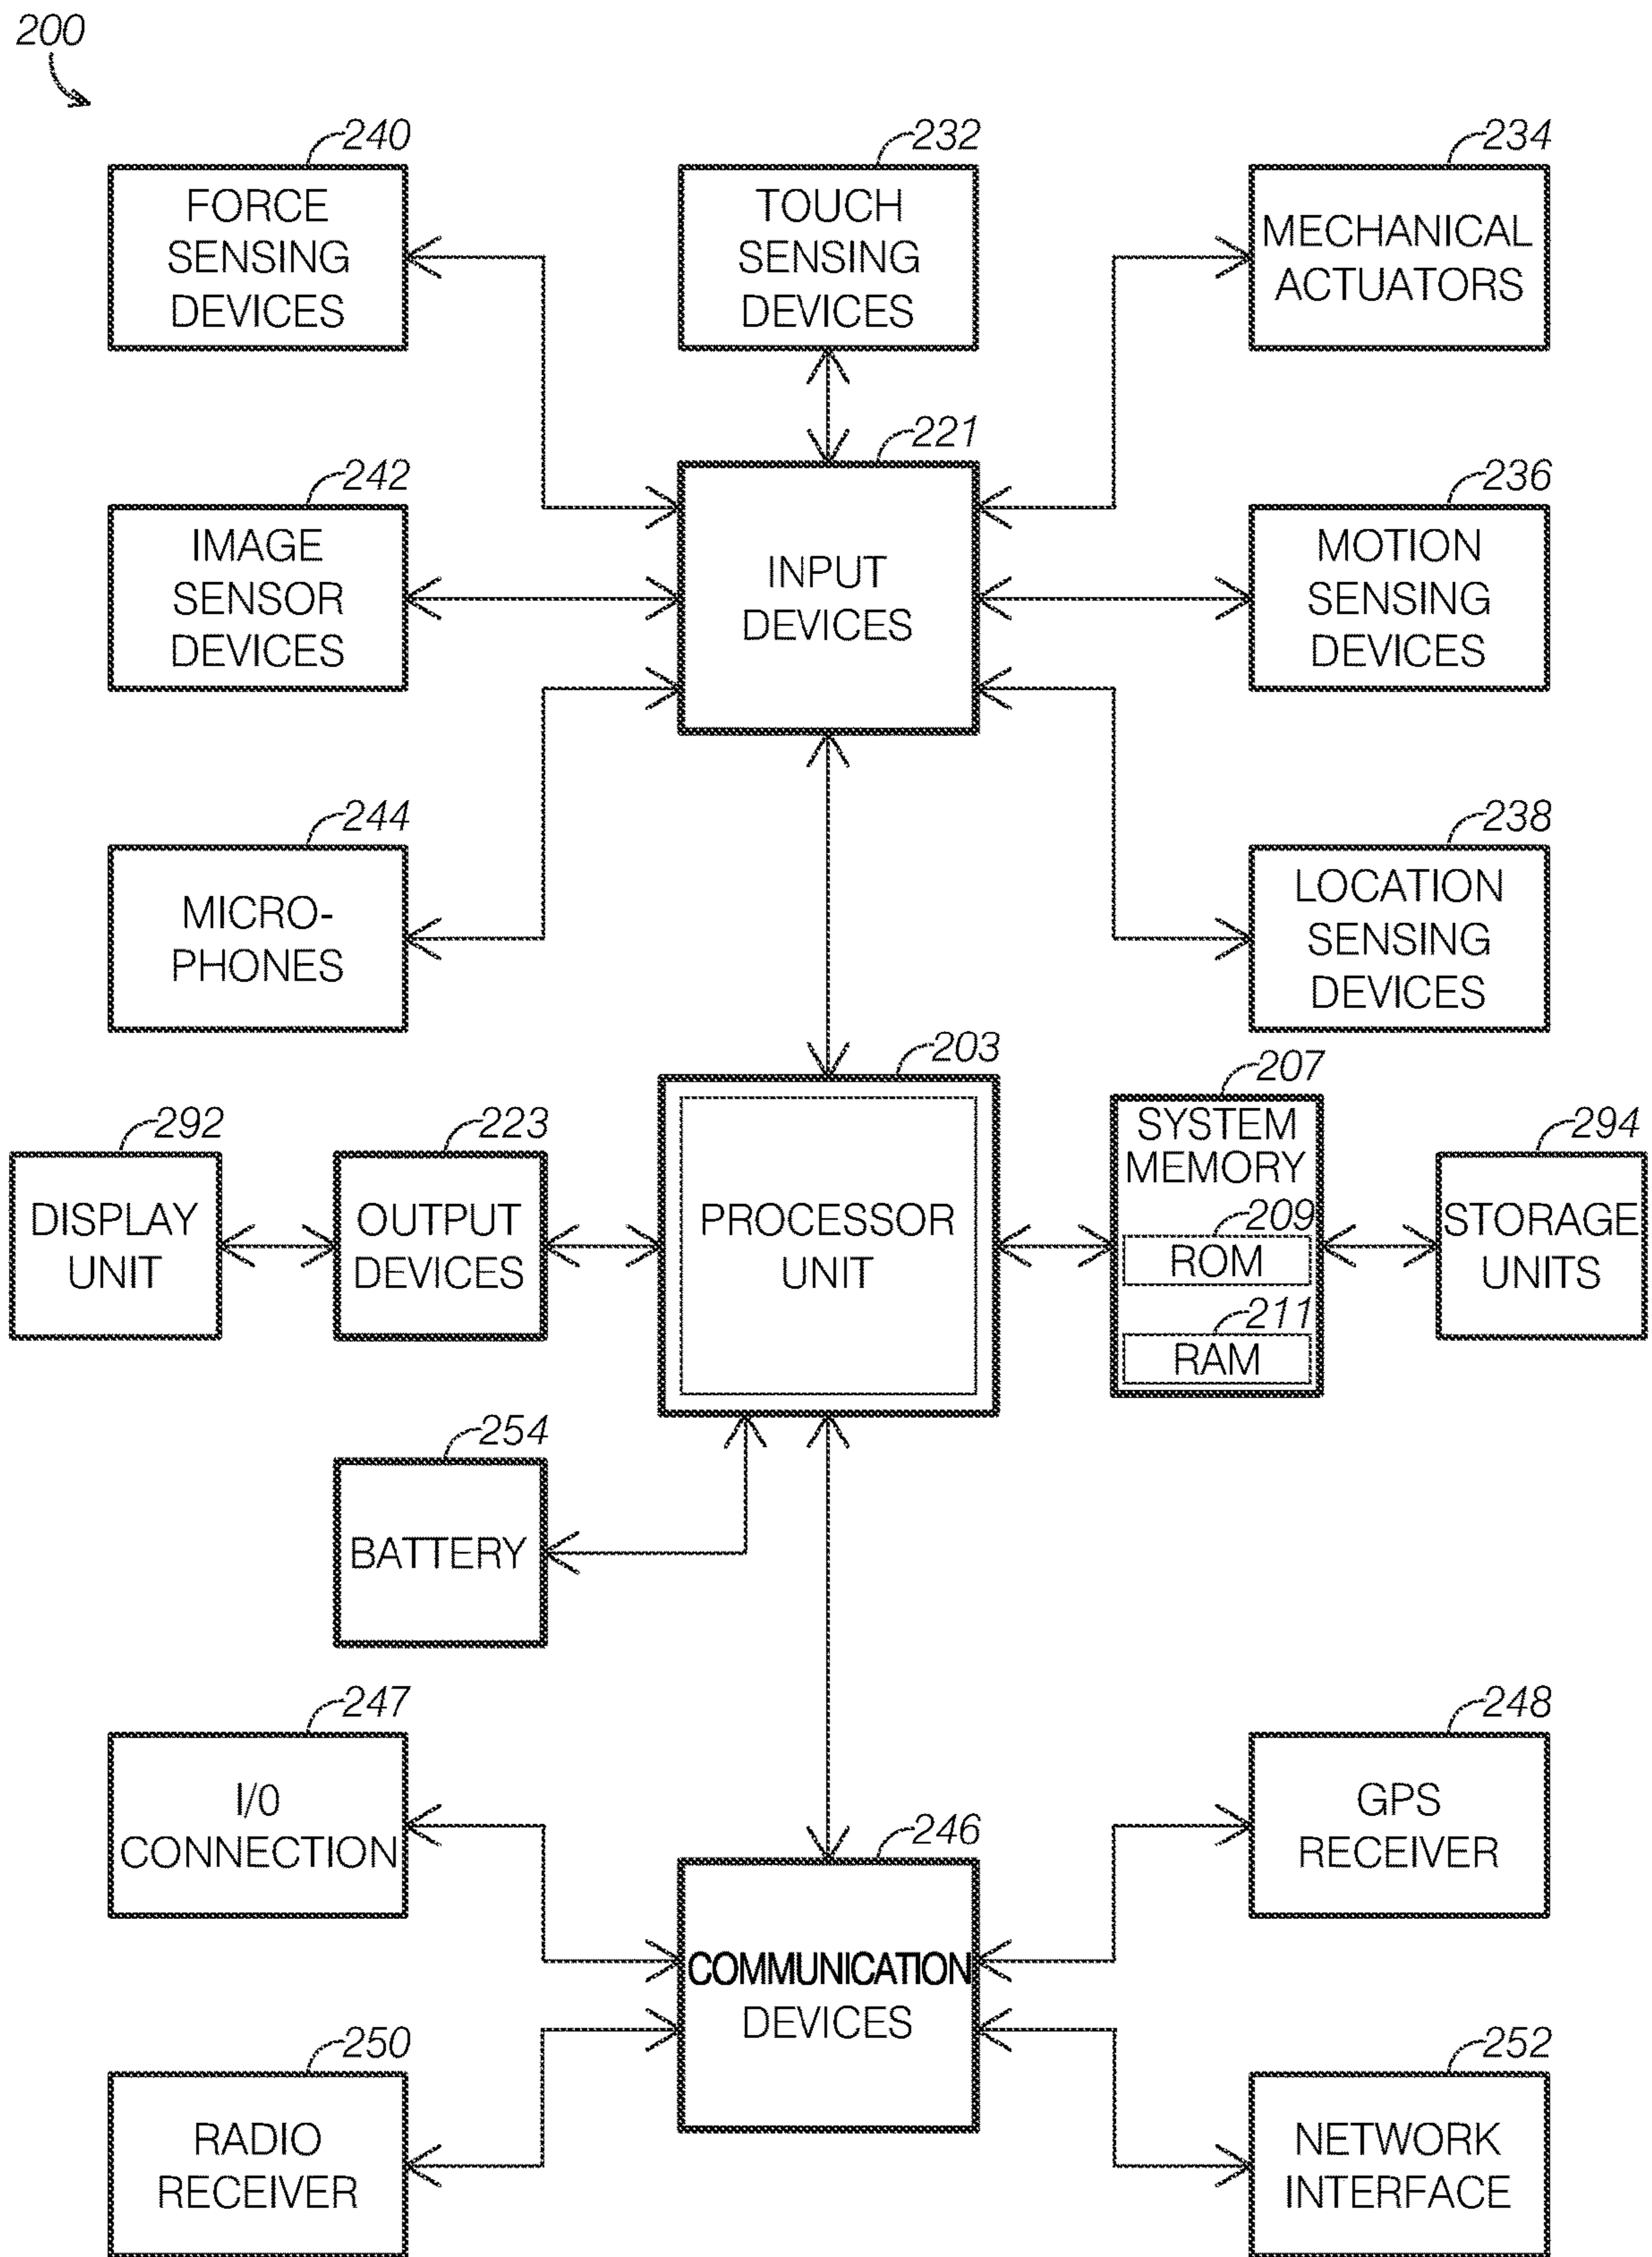 200
240
232
234
FORCE
SENSING
DEVICES
TOUCH
SENSING
DEVICES
MECHANICAL
ACTUATORS
221
242
236
IMAGE
SENSOR
DEVICES
INPUT
DEVICES
MOTION
SENSING
DEVICES
244
238
MICRO-
PHONES
LOCATION
SENSING
DEVICES
203
207
292
223
294
DISPLAY
UNIT
OUTPUT
DEVICES
PROCESSOR
UNIT
SYSTEM
MEMORY
209
ROM
211
RAM
STORAGE
UNITS
254
BATTERY
247
248
I/0
CONNECTION
GPS
RECEIVER
246
COMMUNICATION
DEVICES
250
252
RADIO
RECEIVER
NETWORK
INTERFACE